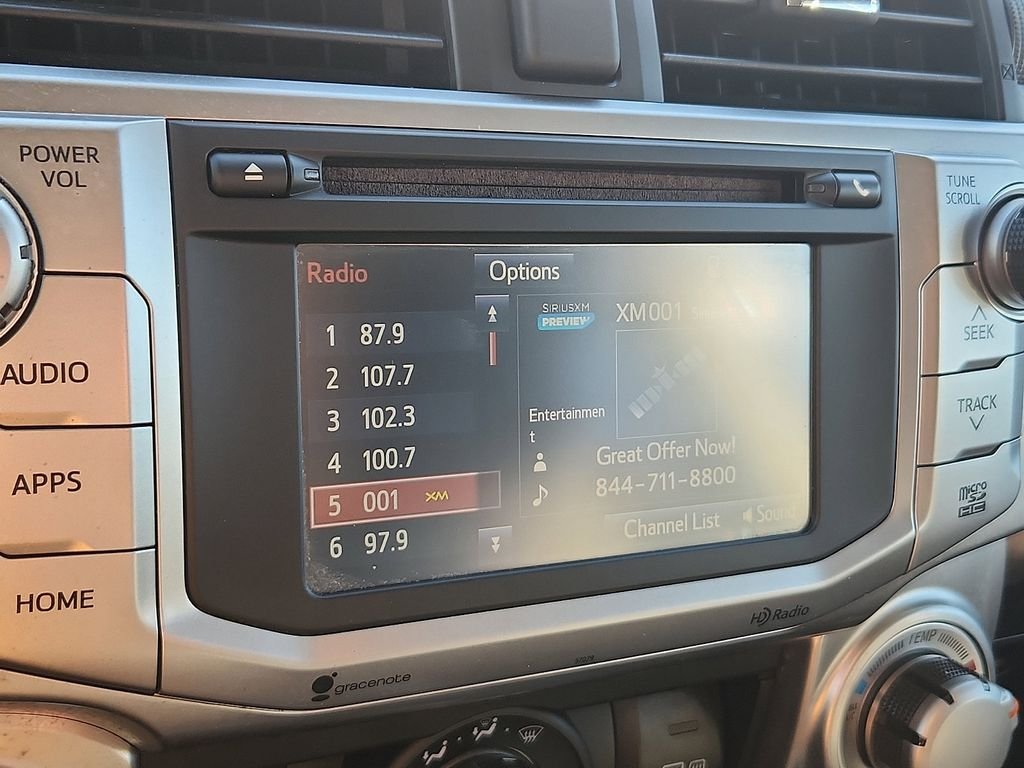 POWER
VOL
TUNE
SCROLL
Radio
Options
SIRIUSXM
PREVIEW
XM001
1 87.9
2 107.7
3 102.3
4 100.7
5 001 XM
6 97.9
Entertainmen
t
Great Offer Now!
844-711-8800
Channel List
Sound
AUDIO
APPS
HOME
SEEK
TRACK
micro
SD
HC
HD Radio
gracenote
57079
TEMP